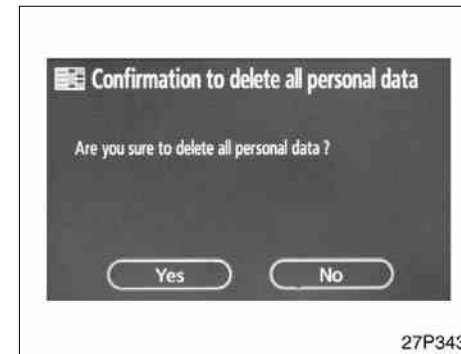 Confirmation to delete all personal data
Are you sure to delete all personal data ?
Yes
No
27P343